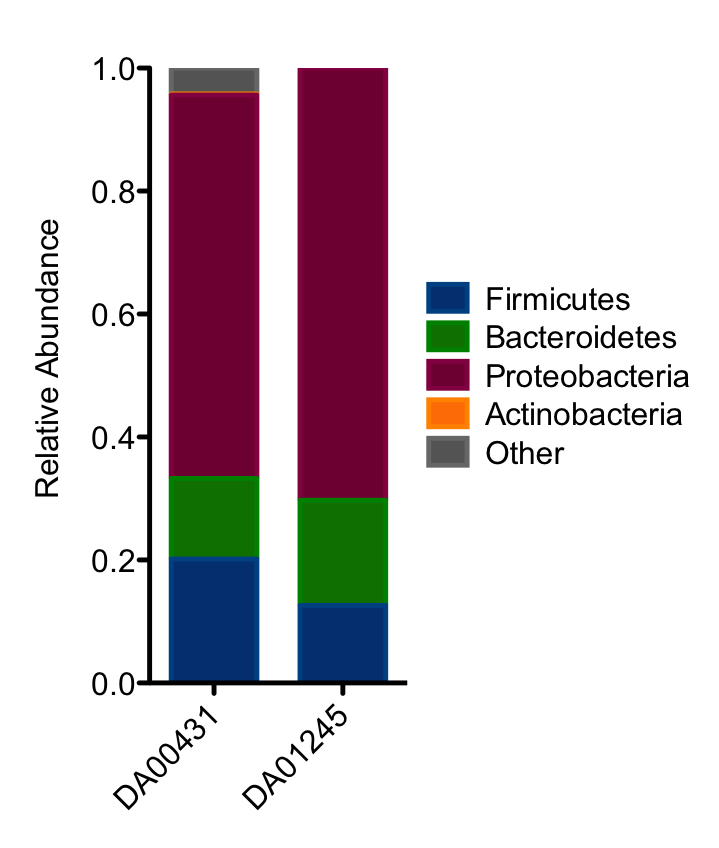 Relative Abundance
1.0
0.8
0.6
0.4
0.2
0.0
DA00431
DA01245
Firmicutes
Bacteroidetes
Proteobacteria
Actinobacteria
Other